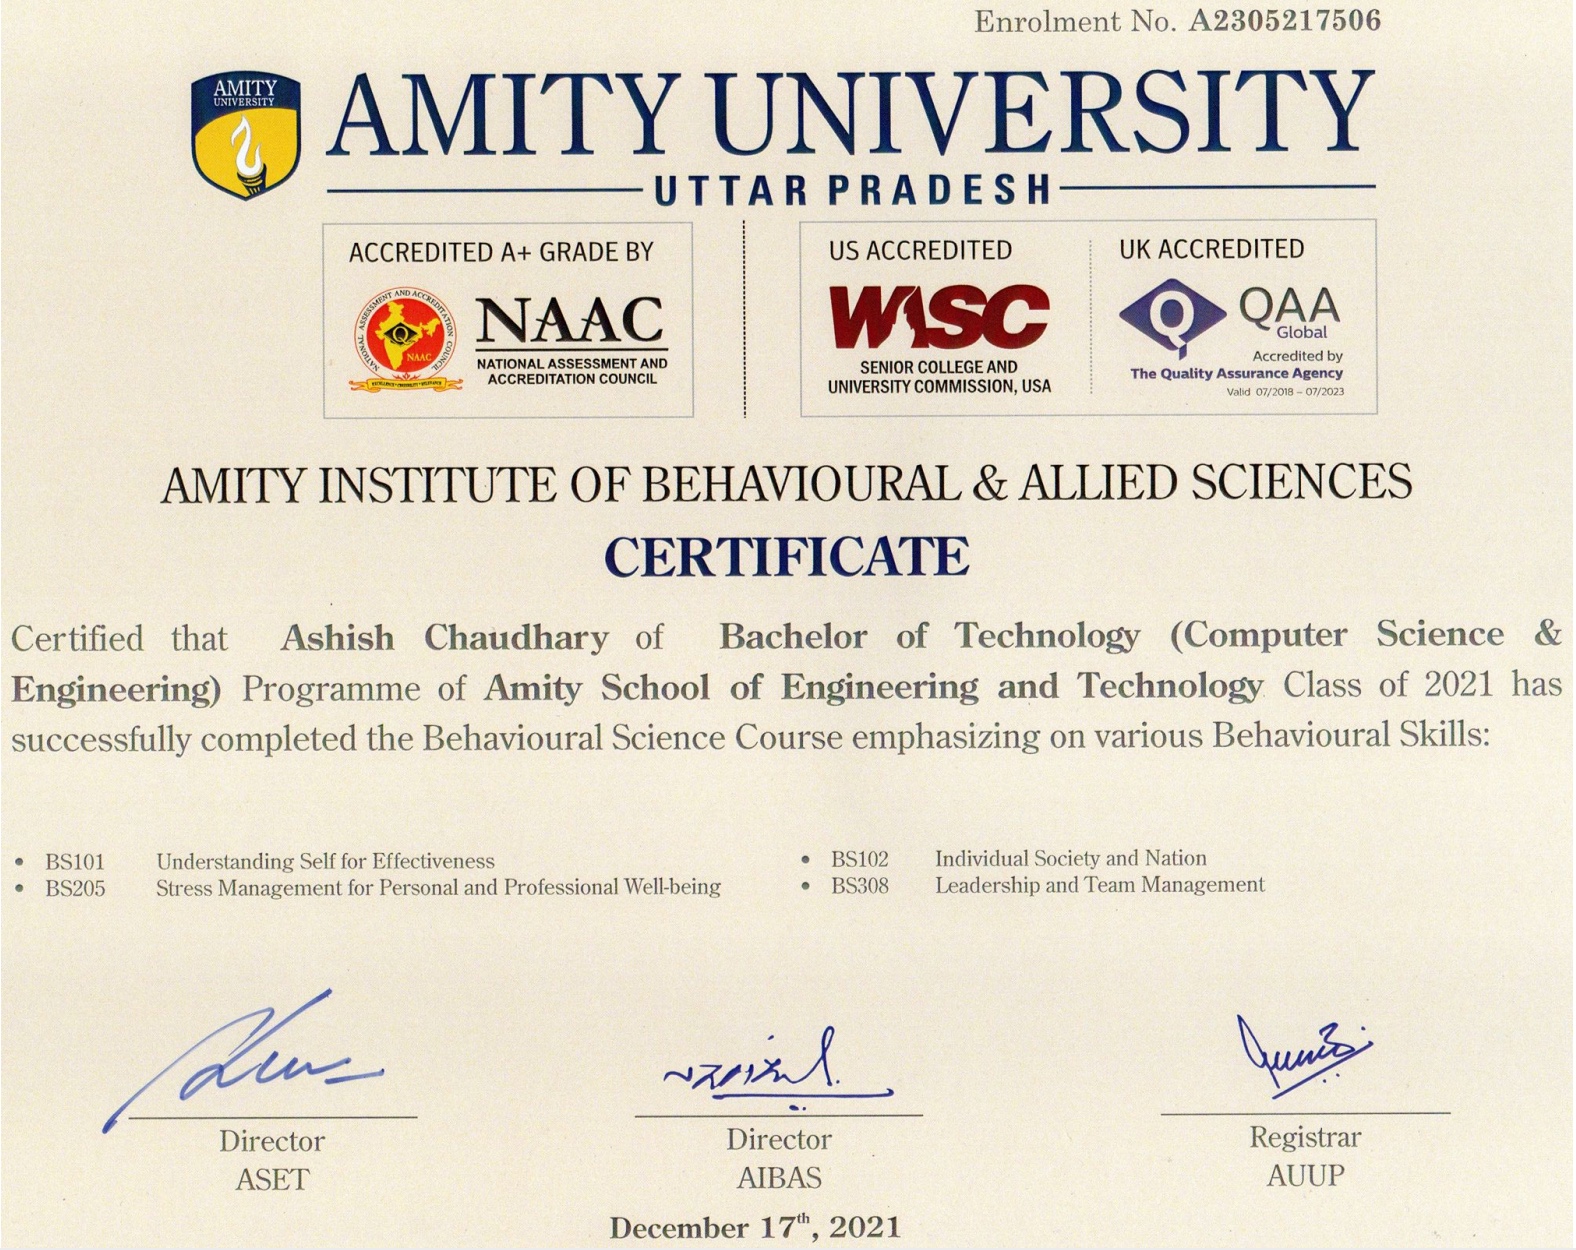 Enrolment No. A2305217506
AMITY
UNIVERSITY
AMITY UNIVERSITY
UTTAR PRADESH
ACCREDITED A+ GRADE BY
NATIONAL ASSESSMENT AND ACCREDITATION COUNCIL
NAAC
NAAC
NATIONAL ASSESSMENT AND
ACCREDITATION COUNCIL
US ACCREDITED
WASC
SENIOR COLLEGE AND
UNIVERSITY COMMISSION, USA
UK ACCREDITED
Q
QAA
Global
Accredited by
The Quality Assurance Agency
Valid 07/2018 – 07/2023
AMITY INSTITUTE OF BEHAVIOURAL & ALLIED SCIENCES
CERTIFICATE
Certified that Ashish Chaudhary of Bachelor of Technology (Computer Science &
Engineering) Programme of Amity School of Engineering and Technology Class of 2021 has
successfully completed the Behavioural Science Course emphasizing on various Behavioural Skills:
• BS101 Understanding Self for Effectiveness
• BS205 Stress Management for Personal and Professional Well-being
• BS102 Individual Society and Nation
• BS308 Leadership and Team Management
Director
ASET
Director
AIBAS
Registrar
AUUP
December 17th, 2021